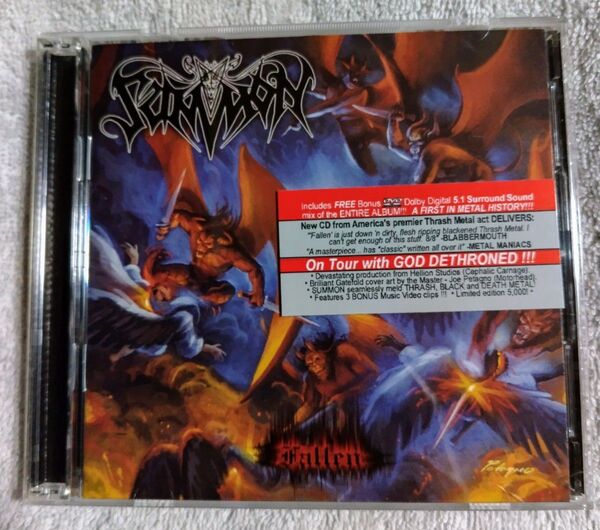 Summon
Includes FREE Bonus DVD Dolby Digital 5.1 Surround Sound
mix of the ENTIRE ALBUM!!! A FIRST IN METAL HISTORY!!!
New CD from America's premier Thrash Metal act DELIVERS:
"'Fallen' is just down 'n dirty, flesh ripping blackened Thrash Metal. I
can't get enough of this stuff. 8/8" -BLABBERMOUTH
"A masterpiece... has "classic" written all over it" -METAL MANIACS
On Tour with GOD DETHRONED !!!
• Devastating production from Hellion Studios (Cephalic Carnage).
• Brilliant Gatefold cover art by the Master - Joe Petagno (Motorhead).
• SUMMON seamlessly meld THRASH, BLACK and DEATH METAL!
• Features 3 BONUS Music Video clips !!! • Limited edition 5,000! •
Fallen
Petagno